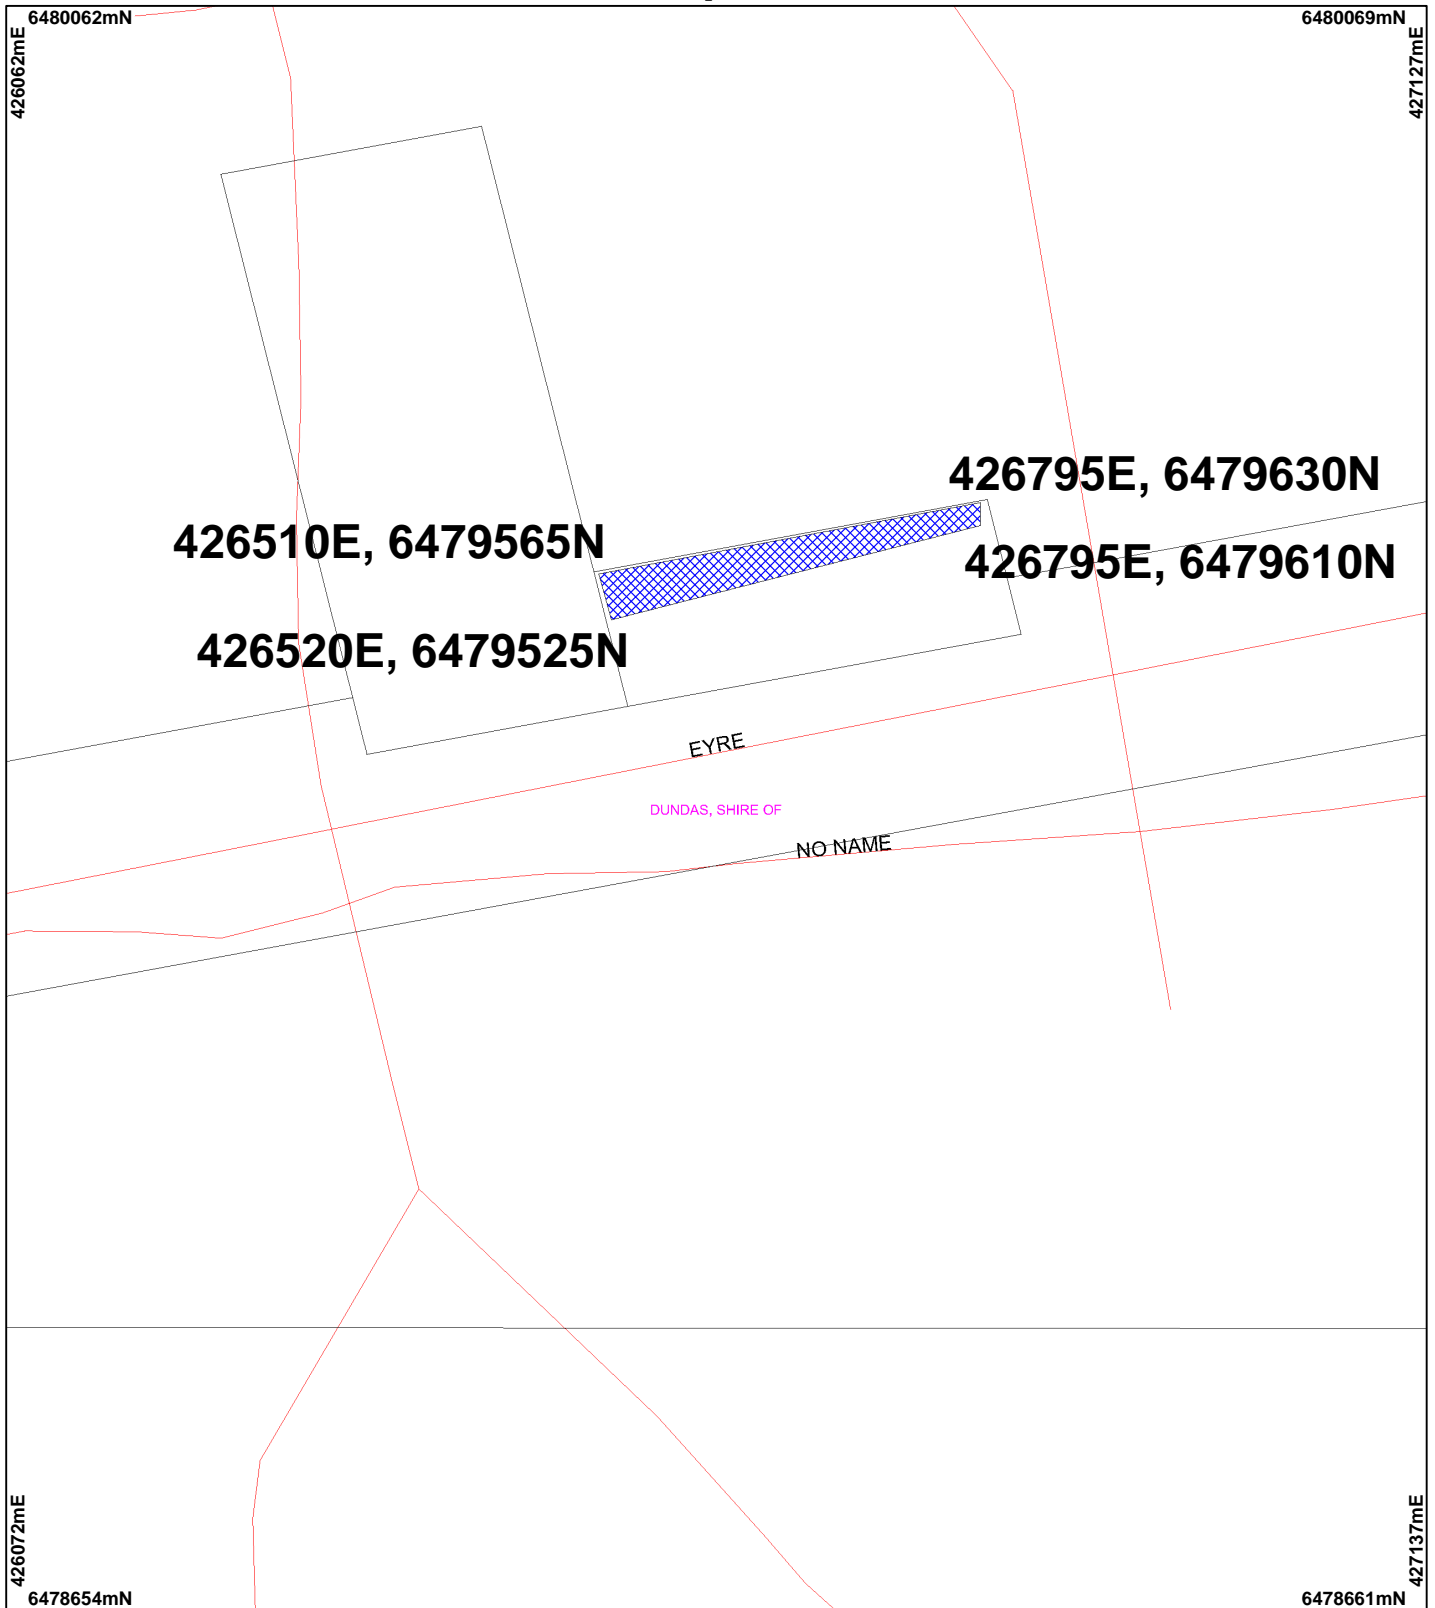 6480062mN
6480069mN
426062mE
427127mE
426795E, 6479630N
426510E, 6479565N
426795E, 6479610N
426520E, 6479525N
EYRE
DUNDAS, SHIRE OF
NO NAME
426072mE
427137mE
6478654mN
6478661mN